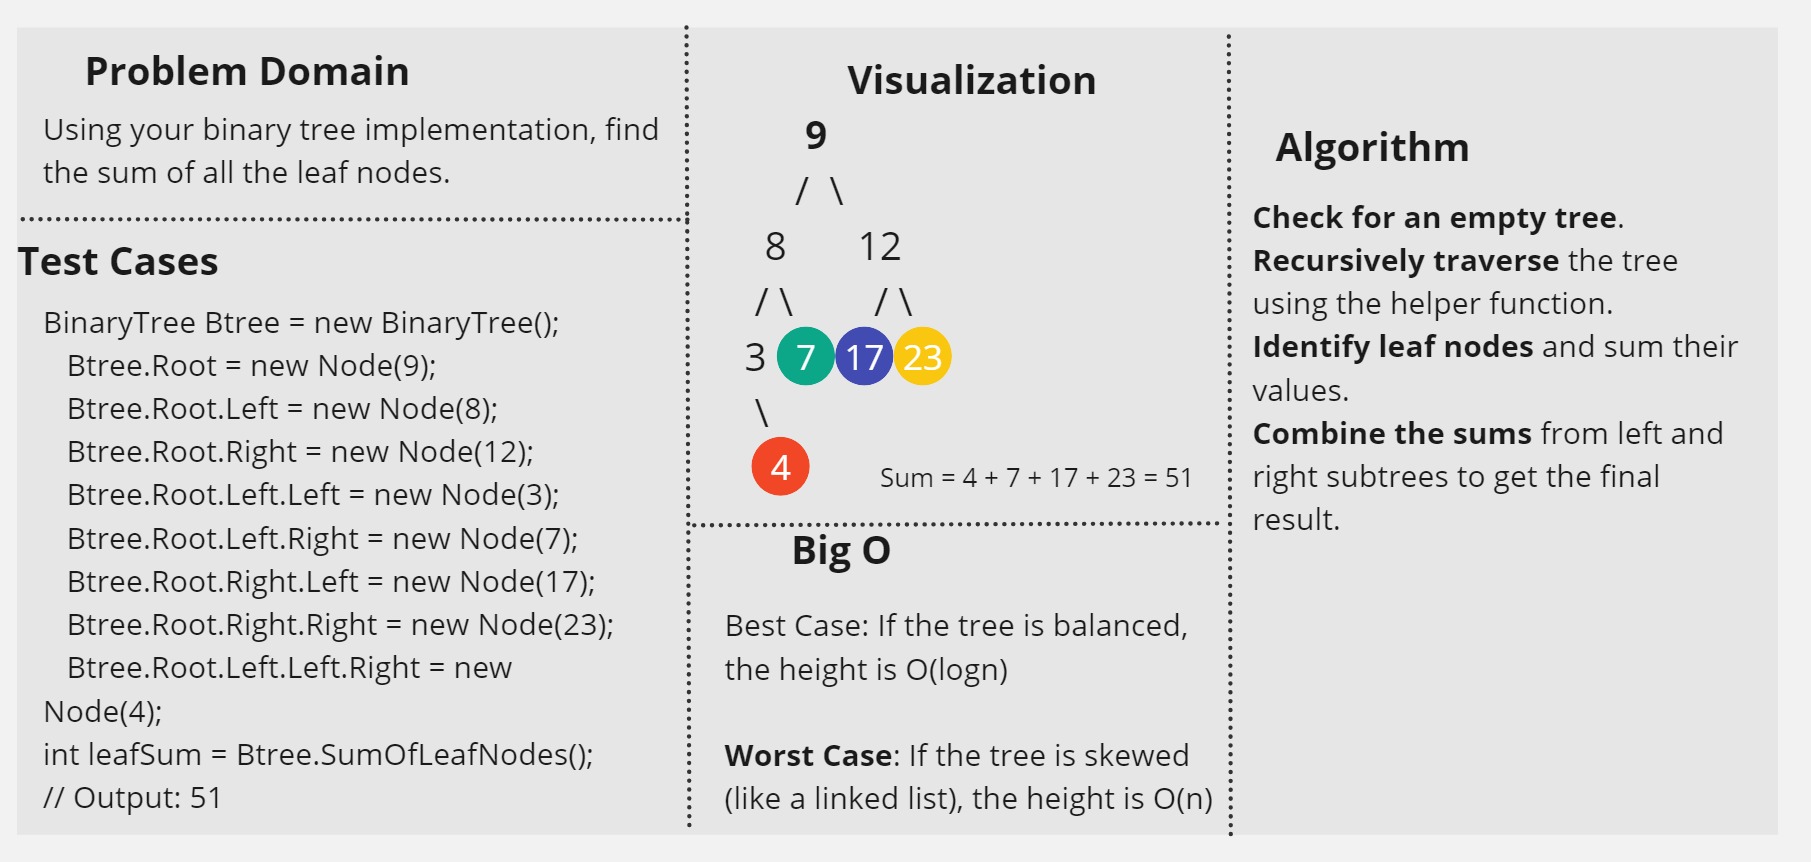 Problem Domain
Using your binary tree implementation, find
the sum of all the leaf nodes.
Test Cases
BinaryTree Btree = new BinaryTree();
Btree.Root = new Node(9);
Btree.Root.Left = new Node(8);
Btree.Root.Right = new Node(12);
Btree.Root.Left.Left = new Node(3);
Btree.Root.Left.Right = new Node(7);
Btree.Root.Right.Left = new Node(17);
Btree.Root.Right.Right = new Node(23);
Btree.Root.Left.Left.Right = new
Node(4);
int leafSum = Btree.SumOfLeafNodes();
// Output: 51
Visualization
9
/ \
8 12
/ \ / \
3 7 17 23
\
4
Sum = 4 + 7 + 17 + 23 = 51
Big O
Best Case: If the tree is balanced,
the height is O(logn)
Worst Case: If the tree is skewed
(like a linked list), the height is O(n)
Algorithm
Check for an empty tree.
Recursively traverse the tree
using the helper function.
Identify leaf nodes and sum their
values.
Combine the sums from left and
right subtrees to get the final
result.